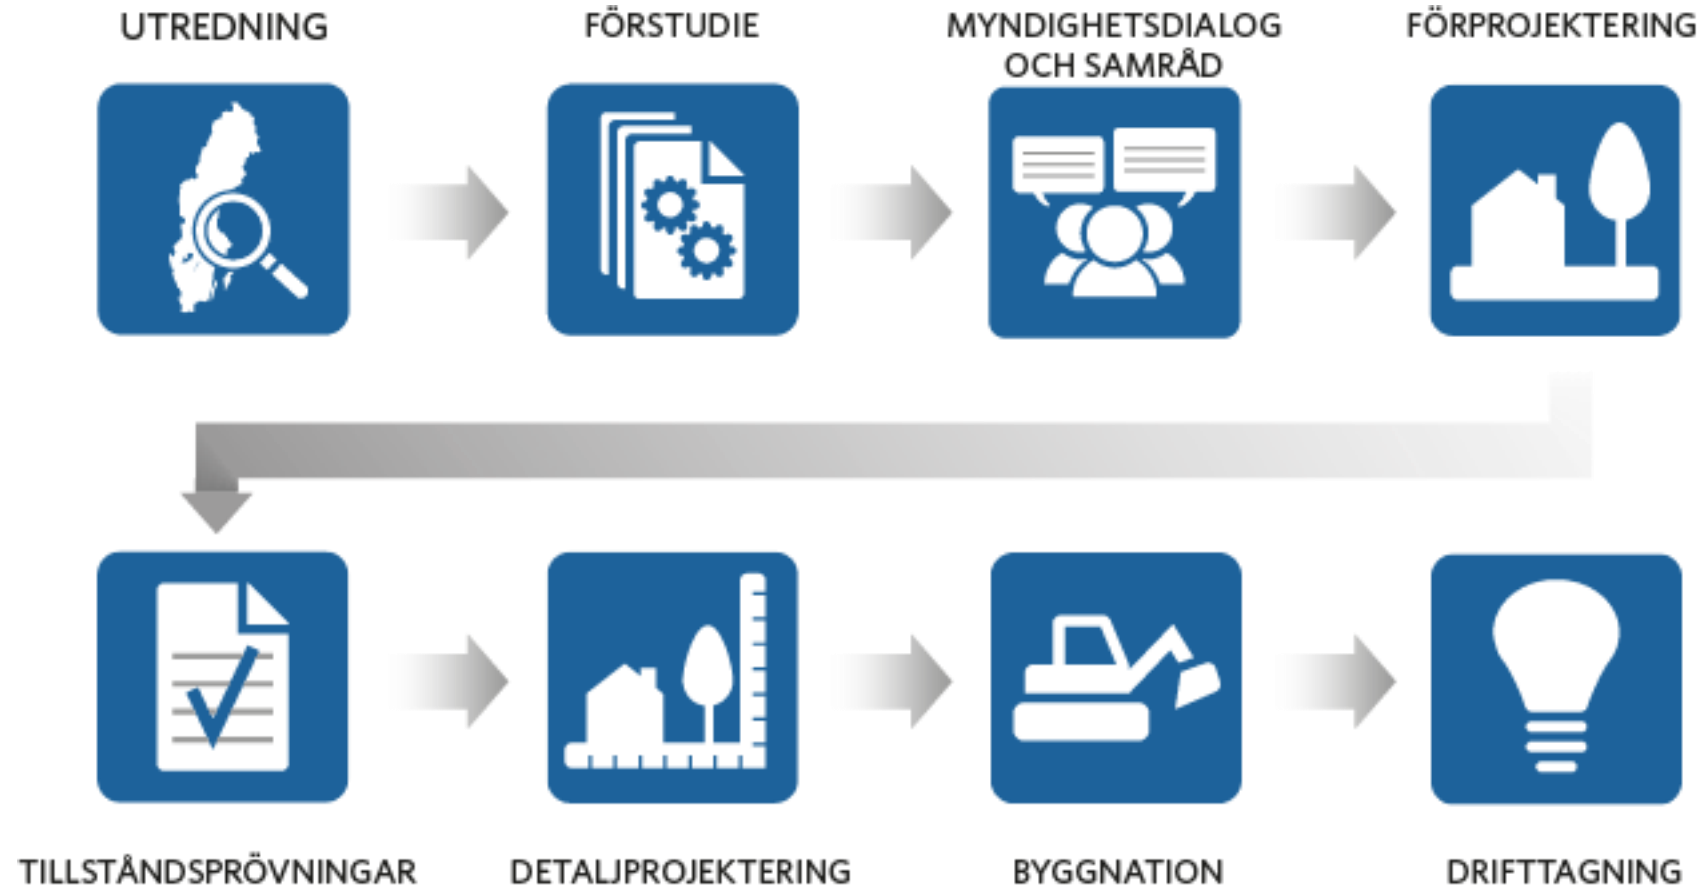 UTREDNING
FÖRSTUDIE
MYNDIGHETSDIALOG
OCH SAMRÅD
FÖRPROJEKTERING
TILLSTÅNDSPRÖVNINGAR
DETALJPROJEKTERING
BYGGNATION
DRIFTTAGNING